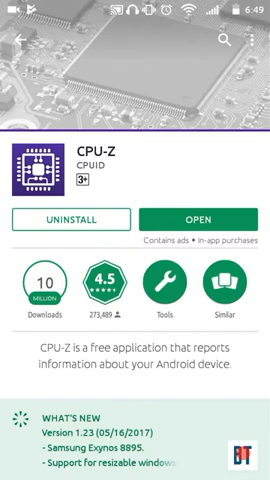 6:49
CPU-Z
CPUID
3+
UNINSTALL
OPEN
Contains ads • In-app purchases
10
MILLION
4.5
Downloads
273,489
Tools
Similar
CPU-Z is a free application that reports
information about your Android device.
WHAT'S NEW
Version 1.23 (05/16/2017)
- Samsung Exynos 8895.
- Support for resizable windows
BT